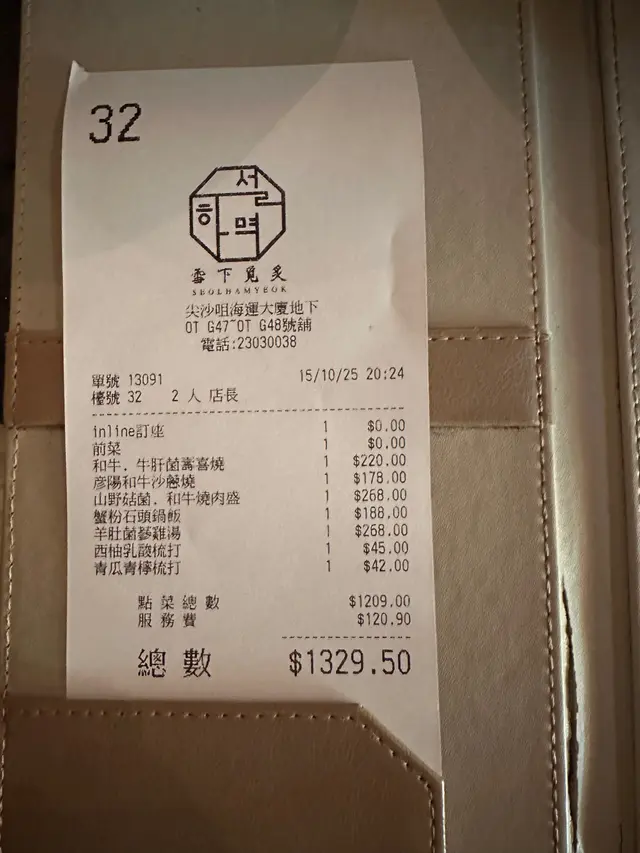 32
설
하 멱
雪下覓炙
SEOLHAMYEOK
尖沙咀海運大廈地下
OT G47~OT G48號舖
電話:23030038
單號 13091 15/10/25 20:24
檯號 32 2 人 店長
inline訂座 1 $0.00
前菜 1 $0.00
和牛, 牛肝菌壽喜燒 1 $220.00
彥陽和牛沙蔥燒 1 $178.00
山野菇菌, 和牛燒肉盛 1 $268.00
蟹粉石頭鍋飯 1 $188.00
羊肚菌蔘雞湯 1 $268.00
西柚乳酸梳打 1 $45.00
青瓜青檸梳打 1 $42.00
點菜總數 $1209.00
服務費 $120.90
總數 $1329.50